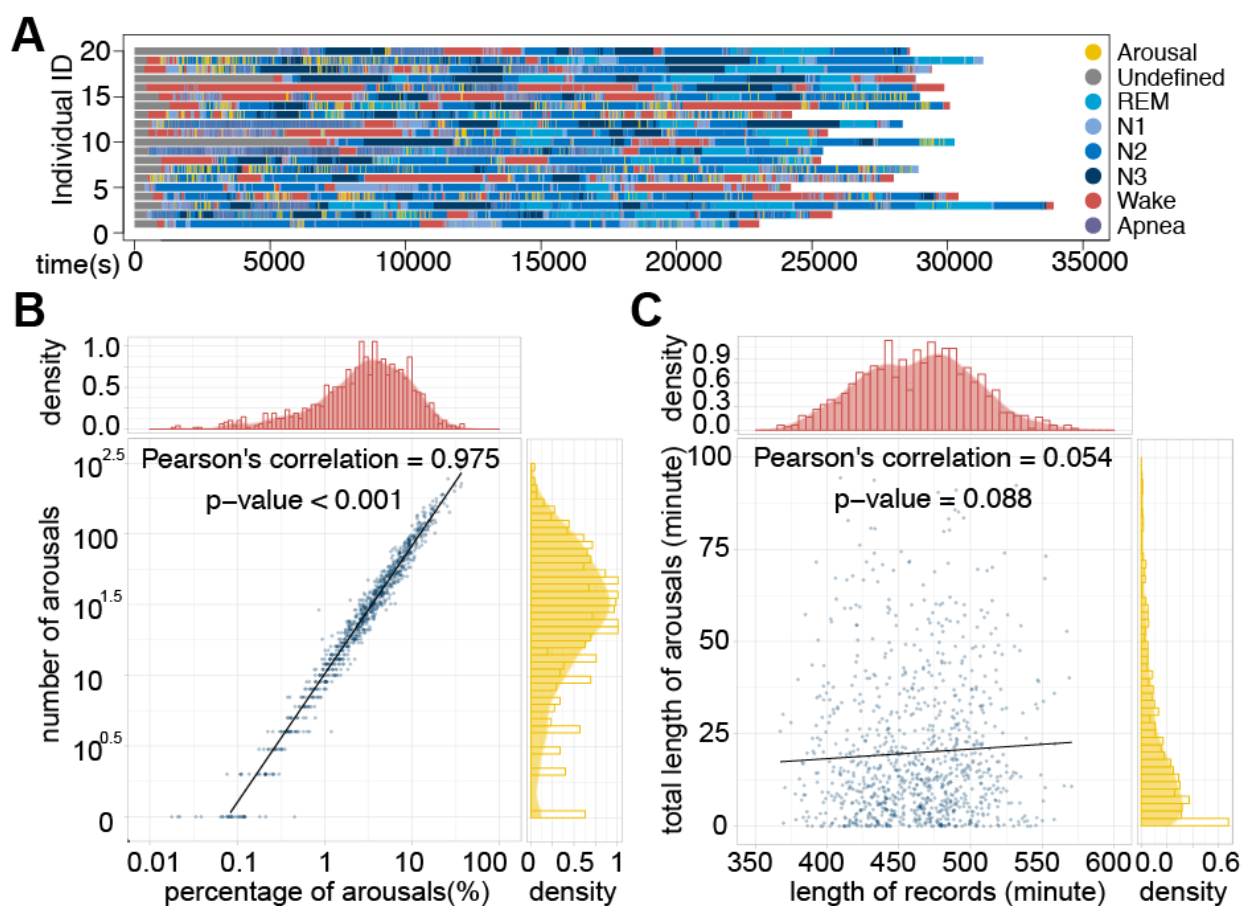 A
Individual ID
20
15
10
5
0
time(s)
0 5000 10000 15000 20000 25000 30000 35000
Arousal
Undefined
REM
N1
N2
N3
Wake
Apnea
B
density
1.0
0.5
0.0
Pearson's correlation = 0.975
p-value < 0.001
number of arousals
10^2.5
100
10^1.5
10
10^0.5
0
0.01 0.1 1 10 100
percentage of arousals(%)
0 0.5 1
density
C
density
0.9
0.6
0.3
0.0
Pearson's correlation = 0.054
p-value = 0.088
total length of arousals (minute)
100
75
50
25
0
350 400 450 500 550 600
length of records (minute)
0.0 0.6
density